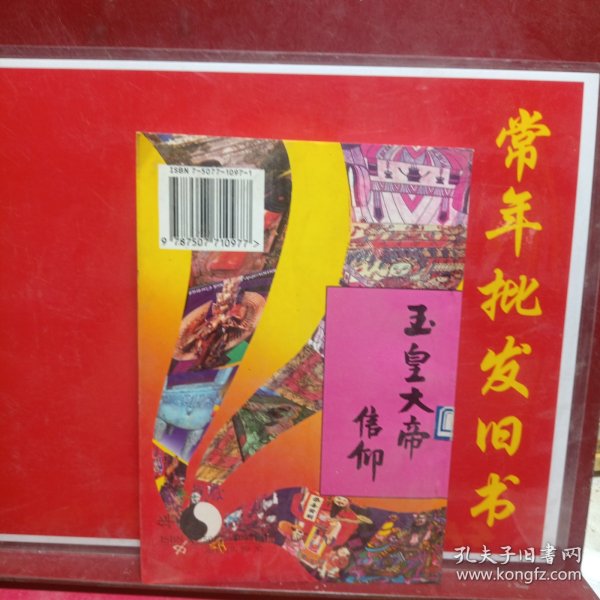 常年批发旧书
ISBN 7-5077-1097-1
9 787507 710977 >
玉皇大帝
信仰
孔夫子旧书网
www.kongfz.com